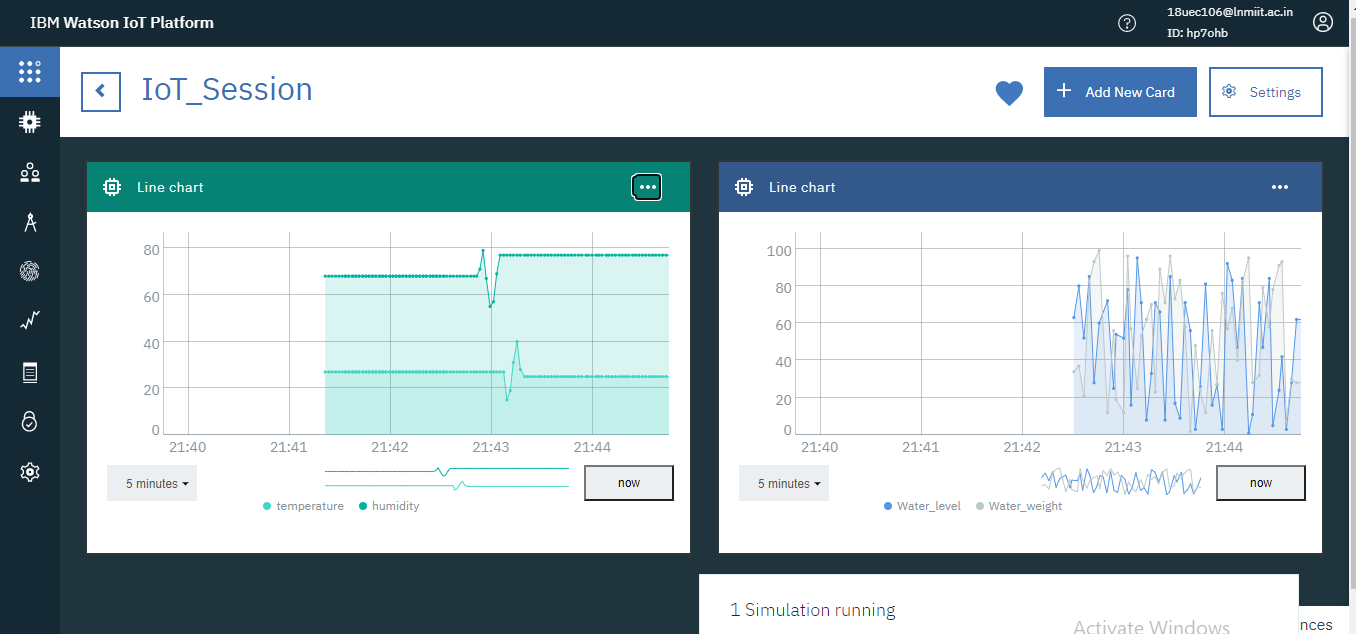 IBM Watson IoT Platform
18uec106@lnmiit.ac.in
ID: hp7ohb
IoT_Session
Add New Card
Settings
Line chart
80
60
40
20
0
21:40 21:41 21:42 21:43 21:44
5 minutes
now
temperature humidity
Line chart
100
80
60
40
20
0
21:40 21:41 21:42 21:43 21:44
5 minutes
now
Water_level Water_weight
1 Simulation running
Activate Windows
nces